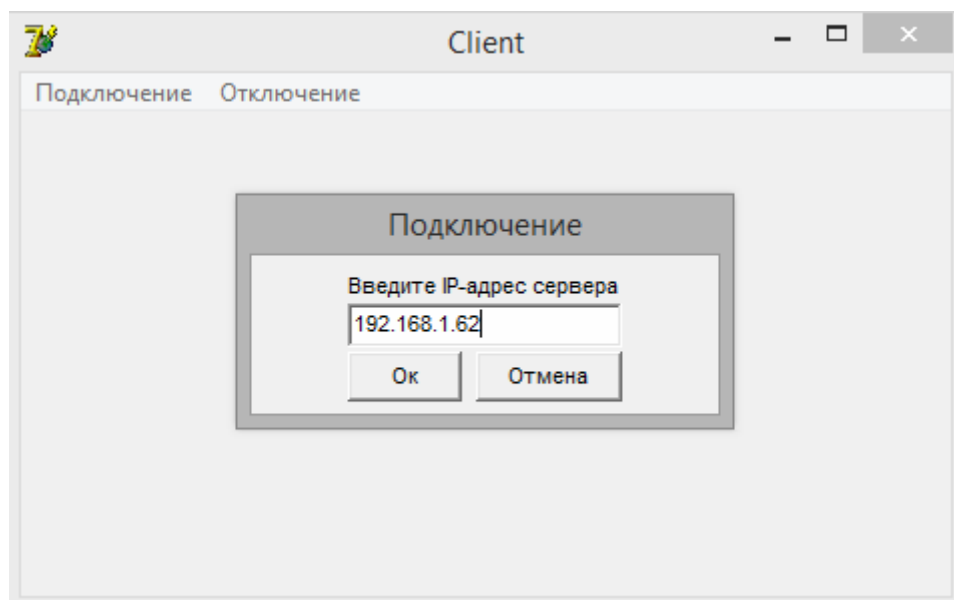 Client
Подключение Отключение
Подключение
Введите IP-адрес сервера
192.168.1.62
Ок Отмена